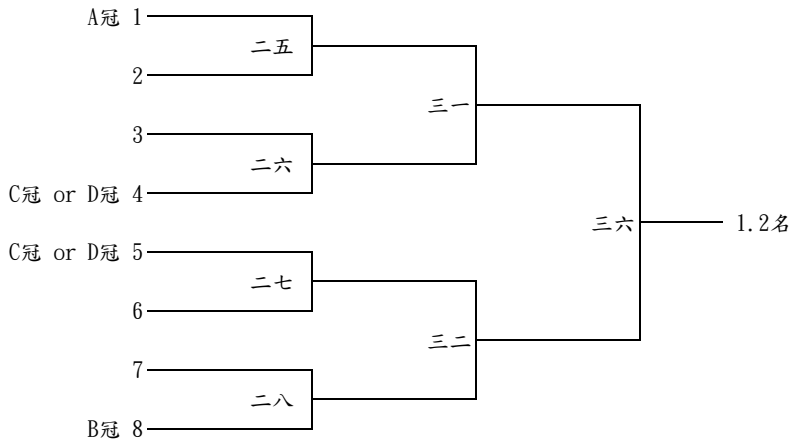 A冠 1
二五
2
三一
3
二六
C冠 or D冠 4
三六
1.2名
C冠 or D冠 5
二七
6
三二
7
二八
B冠 8